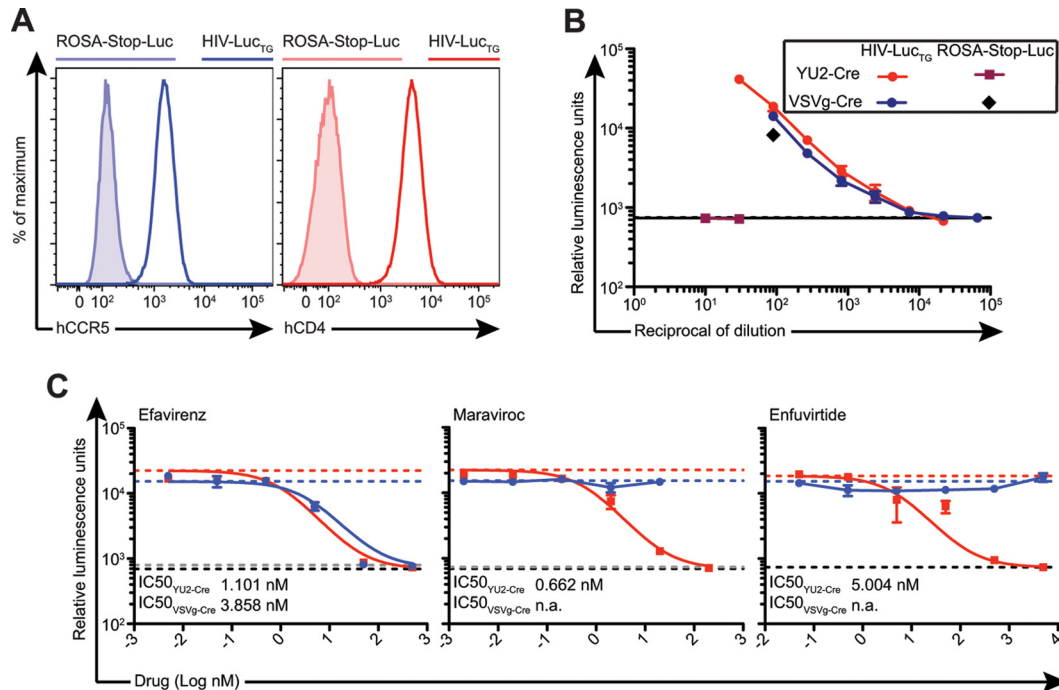 A
ROSA-Stop-Luc HIV-LucTG ROSA-Stop-Luc HIV-LucTG
% of maximum
0 10² 10³ 10⁴ 10⁵ 0 10² 10³ 10⁴ 10⁵
hCCR5 hCD4
B
HIV-LucTG ROSA-Stop-Luc
YU2-Cre
VSVg-Cre
Relative luminescence units
10⁵
10⁴
10³
10²
10⁰ 10¹ 10² 10³ 10⁴ 10⁵
Reciprocal of dilution
C
Efavirenz Maraviroc Enfuvirtide
Relative luminescence units
10⁵
10⁴
10³
10²
IC50YU2-Cre 1.101 nM
IC50VSVg-Cre 3.858 nM
IC50YU2-Cre 0.662 nM
IC50VSVg-Cre n.a.
IC50YU2-Cre 5.004 nM
IC50VSVg-Cre n.a.
-3 -2 -1 0 1 2 3 -3 -2 -1 0 1 2 3 -2 -1 0 1 2 3 4
Drug (Log nM)